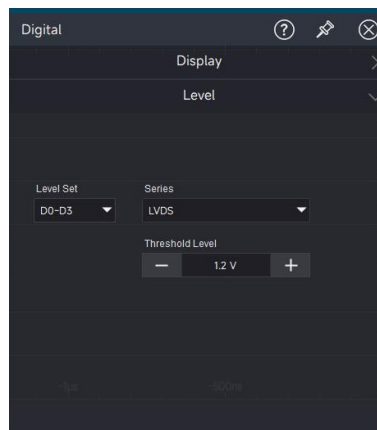 Digital
Display
Level
Level Set
Series
D0-D3
LVDS
Threshold Level
1.2 V
-1us
-500ns